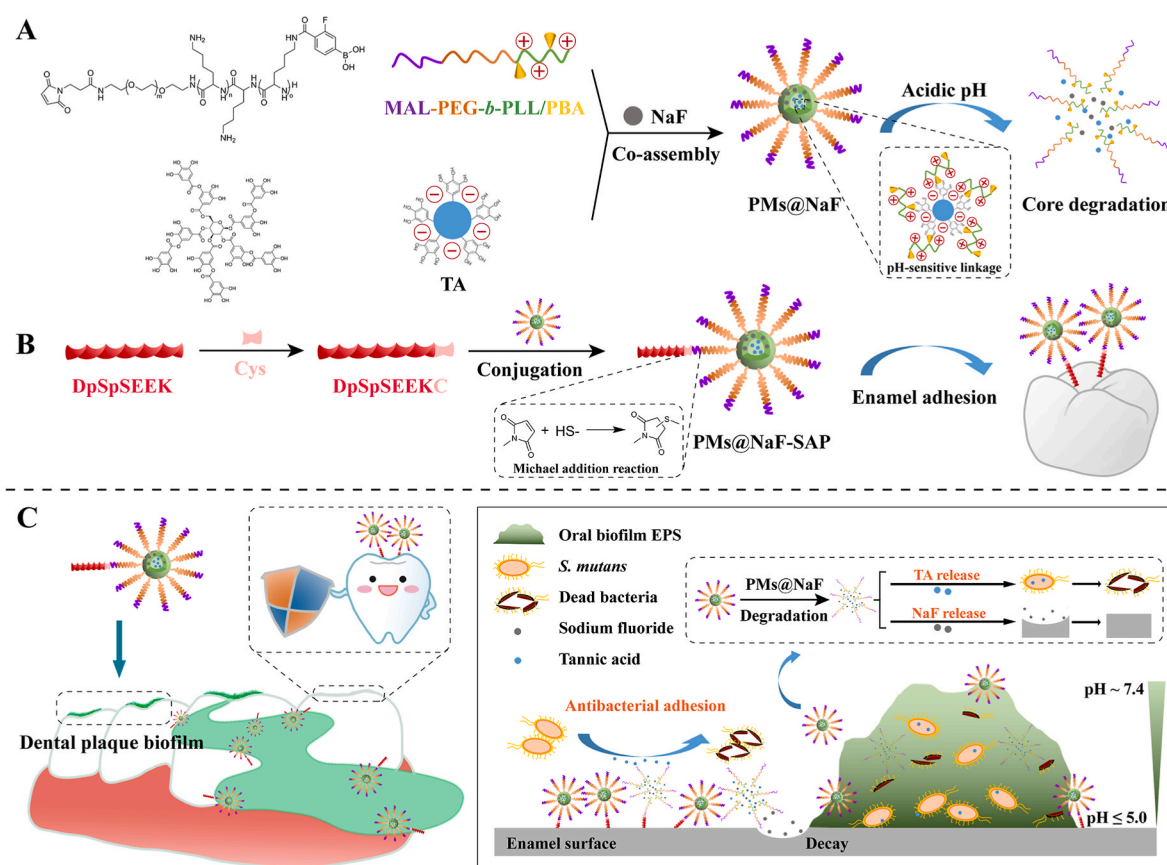 A
MAL-PEG-b-PLL/PBA
TA
NaF
Co-assembly
PMs@NaF
Acidic pH
pH-sensitive linkage
Core degradation
B
DpSpSEEK
Cys
DpSpSEEKC
Conjugation
+ HS-
Michael addition reaction
PMs@NaF-SAP
Enamel adhesion
C
Dental plaque biofilm
Oral biofilm EPS
S. mutans
Dead bacteria
Sodium fluoride
Tannic acid
PMs@NaF
Degradation
TA release
NaF release
Antibacterial adhesion
pH ~ 7.4
pH ≤ 5.0
Enamel surface
Decay